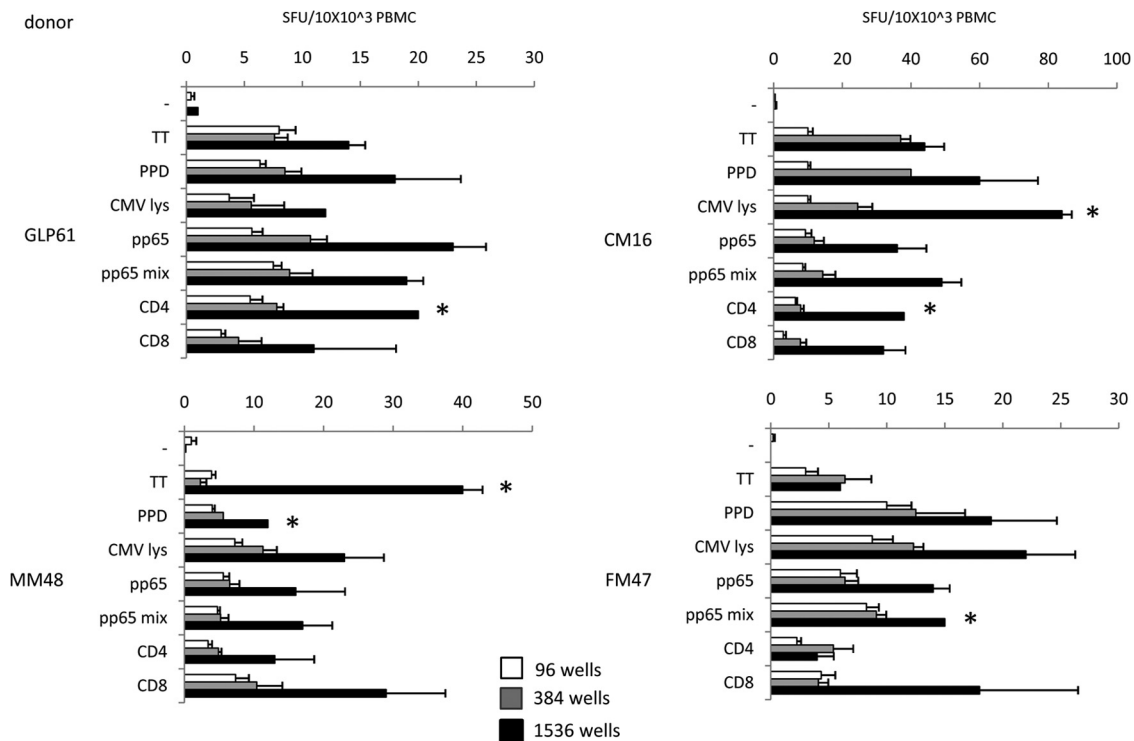 donor
SFU/10X10^3 PBMC
0 5 10 15 20 25 30
GLP61
-
TT
PPD
CMV lys
pp65
pp65 mix
CD4 *
CD8
SFU/10X10^3 PBMC
0 20 40 60 80 100
CM16
-
TT
PPD
CMV lys *
pp65
pp65 mix
CD4 *
CD8
0 10 20 30 40 50
MM48
-
TT *
PPD *
CMV lys
pp65
pp65 mix
CD4
CD8
0 5 10 15 20 25 30
FM47
-
TT
PPD
CMV lys
pp65
pp65 mix *
CD4
CD8
96 wells
384 wells
1536 wells